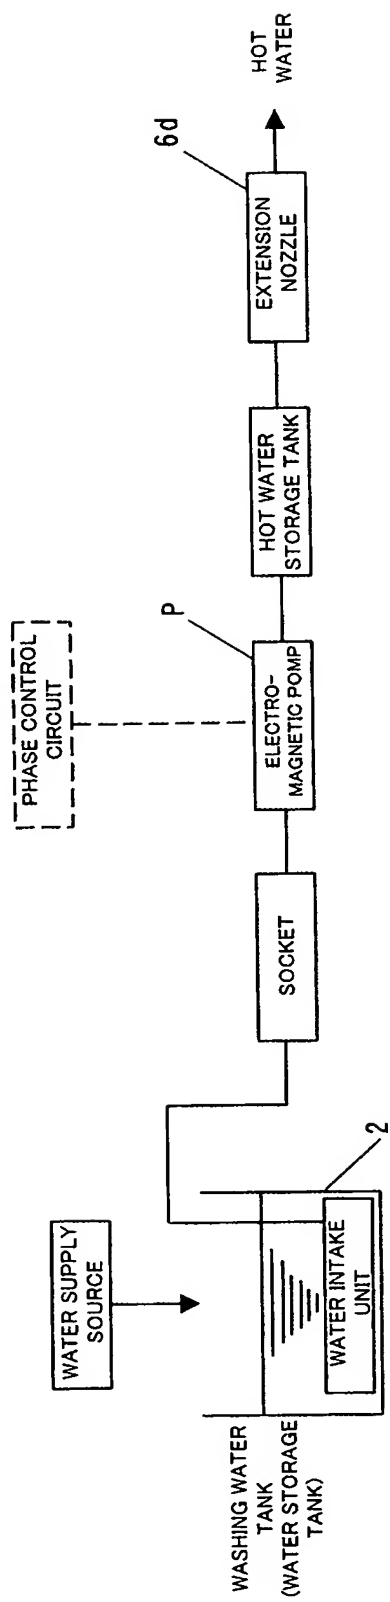 WATER SUPPLY
SOURCE
WASHING WATER
TANK
(WATER STORAGE
TANK)
WATER INTAKE
UNIT
2
SOCKET
PHASE CONTROL
CIRCUIT
P
ELECTRO-
MAGNETIC PUMP
HOT WATER
STORAGE TANK
6d
EXTENSION
NOZZLE
HOT
WATER